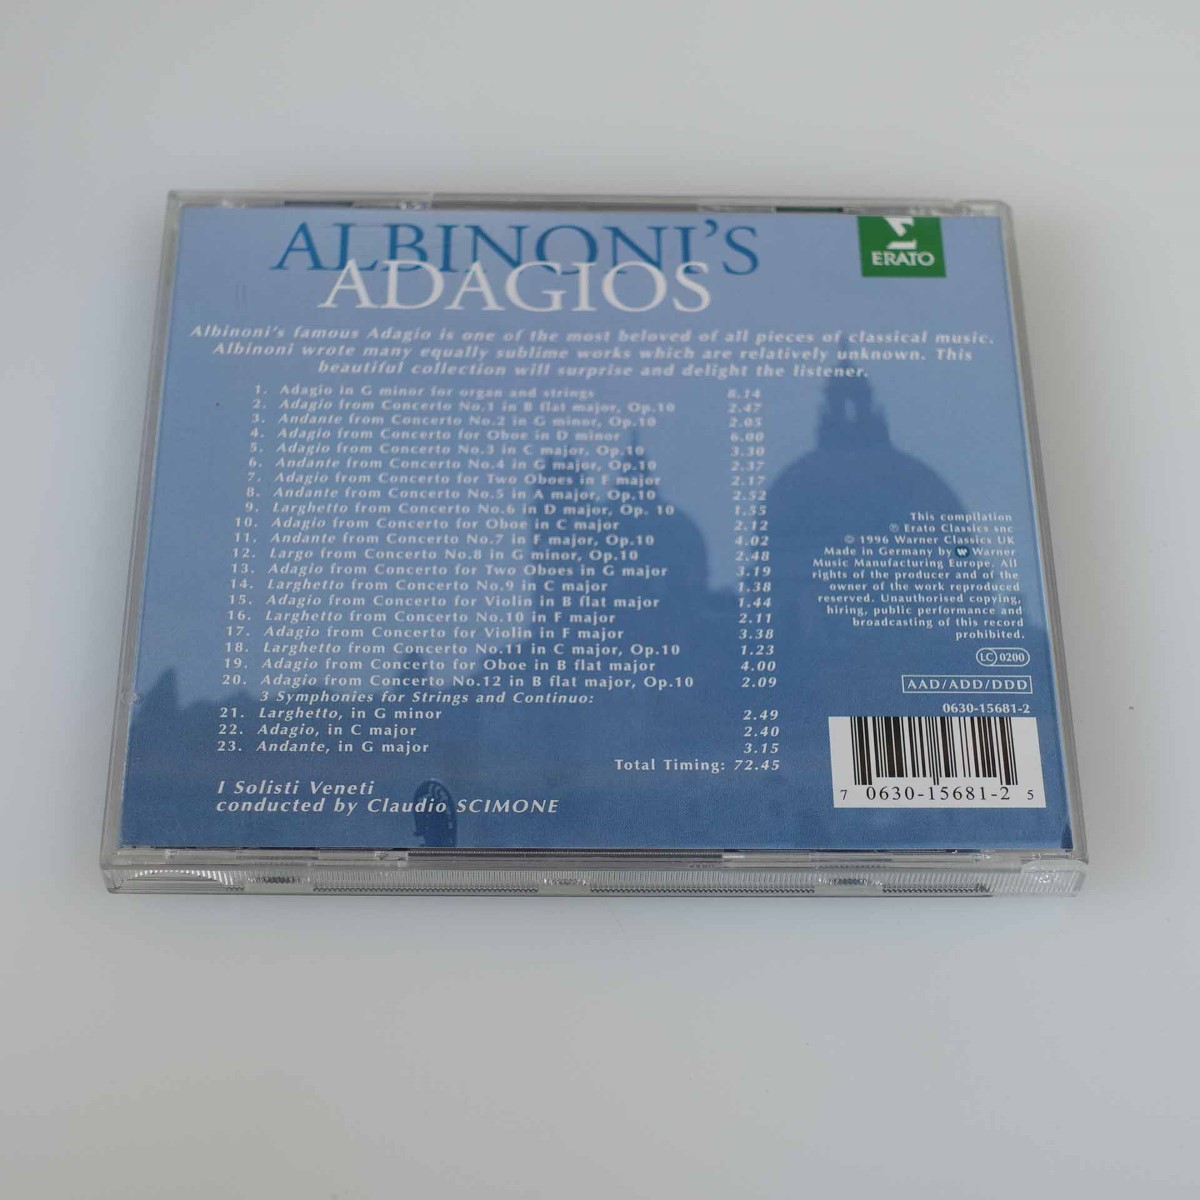 ALBINONI'S
ADAGIOS
ERATO
Albinoni's famous Adagio is one of the most beloved of all pieces of classical music.
Albinoni wrote many equally sublime works which are relatively unknown. This
beautiful collection will surprise and delight the listener.
1. Adagio in G minor for organ and strings 8.14
2. Adagio from Concerto No.1 in B flat major, Op.10 2.47
3. Andante from Concerto No.2 in G minor, Op.10 2.05
4. Adagio from Concerto for Oboe in D minor 6.00
5. Adagio from Concerto No.3 in C major, Op.10 3.30
6. Andante from Concerto No.4 in G major, Op.10 2.37
7. Adagio from Concerto for Two Oboes in F major 2.17
8. Andante from Concerto No.5 in A major, Op.10 2.52
9. Larghetto from Concerto No.6 in D major, Op. 10 1.55
10. Adagio from Concerto for Oboe in C major 2.12
11. Andante from Concerto No.7 in F major, Op.10 4.02
12. Largo from Concerto No.8 in G minor, Op.10 2.48
13. Adagio from Concerto for Two Oboes in G major 3.19
14. Larghetto from Concerto No.9 in C major 1.38
15. Adagio from Concerto for Violin in B flat major 1.44
16. Larghetto from Concerto No.10 in F major 2.11
17. Adagio from Concerto for Violin in F major 3.38
18. Larghetto from Concerto No.11 in C major, Op.10 1.23
19. Adagio from Concerto for Oboe in B flat major 4.00
20. Adagio from Concerto No.12 in B flat major, Op.10 2.09
3 Symphonies for Strings and Continuo:
21. Larghetto, in G minor 2.49
22. Adagio, in C major 2.40
23. Andante, in G major 3.15
Total Timing: 72.45
I Solisti Veneti
conducted by Claudio SCIMONE
This compilation
℗ Erato Classics snc
© 1996 Warner Classics UK
Made in Germany by W Warner
Music Manufacturing Europe. All
rights of the producer and of the
owner of the work reproduced
reserved. Unauthorised copying,
hiring, public performance and
broadcasting of this record
prohibited.
LC 0200
AAD/ADD/DDD
0630-15681-2
7 0630-15681-2 5